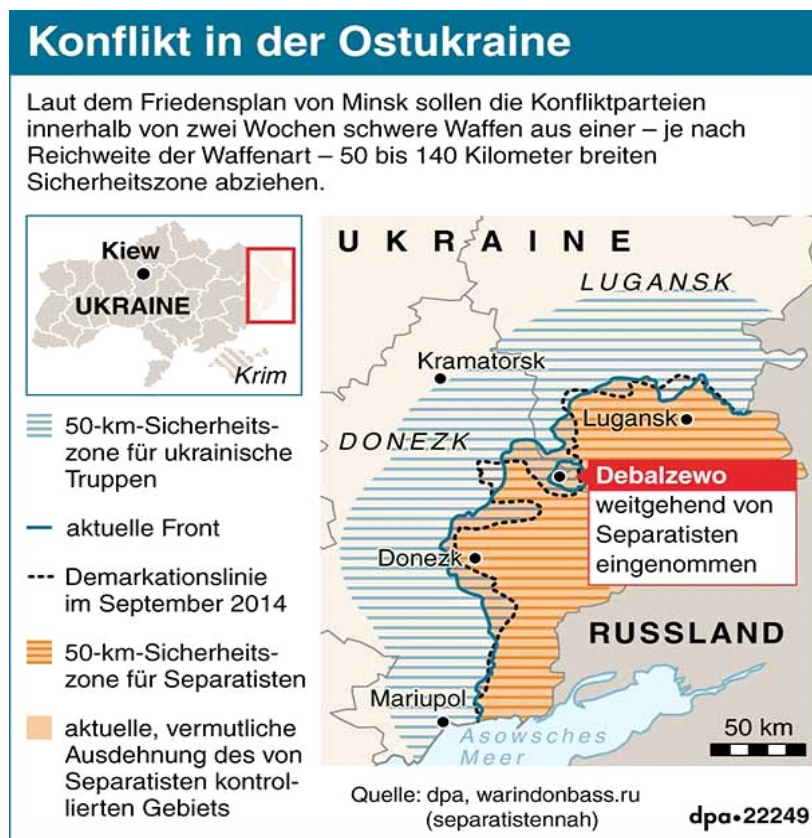 Konflikt in der Ostukraine
Laut dem Friedensplan von Minsk sollen die Konfliktparteien
innerhalb von zwei Wochen schwere Waffen aus einer – je nach
Reichweite der Waffenart – 50 bis 140 Kilometer breiten
Sicherheitszone abziehen.
Kiew
UKRAINE
Krim
50-km-Sicherheits-
zone für ukrainische
Truppen
aktuelle Front
Demarkationslinie
im September 2014
50-km-Sicherheits-
zone für Separatisten
aktuelle, vermutliche
Ausdehnung des von
Separatisten kontrol-
lierten Gebiets
UKRAINE
LUGANSK
Kramatorsk
Lugansk
DONEZK
Debalzewo
weitgehend von
Separatisten
eingenommen
Donezk
RUSSLAND
Mariupol
Asowsches
Meer
50 km
Quelle: dpa, warindonbass.ru
(separatistennah)
dpa•22249